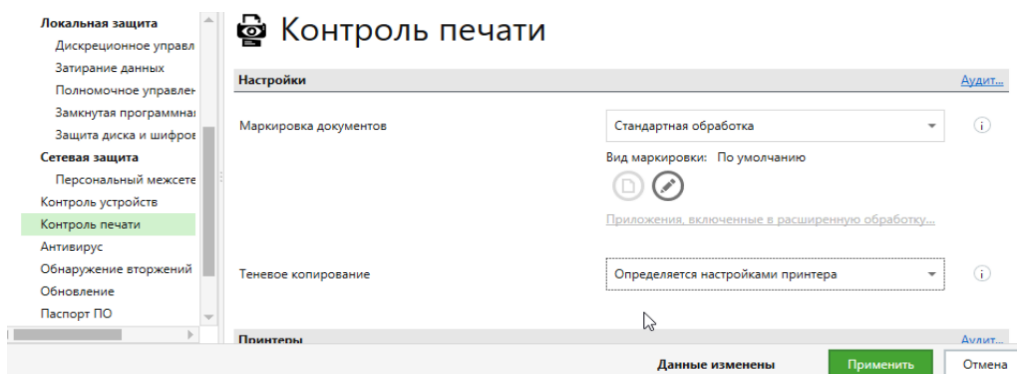 Локальная защита
Дискреционное управл
Затирание данных
Полномочное управлен
Замкнутая программна
Защита диска и шифров
Сетевая защита
Персональный межсете
Контроль устройств
Контроль печати
Антивирус
Обнаружение вторжений
Обновление
Паспорт ПО
Контроль печати
Настройки Аудит...
Маркировка документов Стандартная обработка
Вид маркировки: По умолчанию
Приложения, включенные в расширенную обработку...
Теневое копирование Определяется настройками принтера
Принтеры Аудит...
Данные изменены Применить Отмена